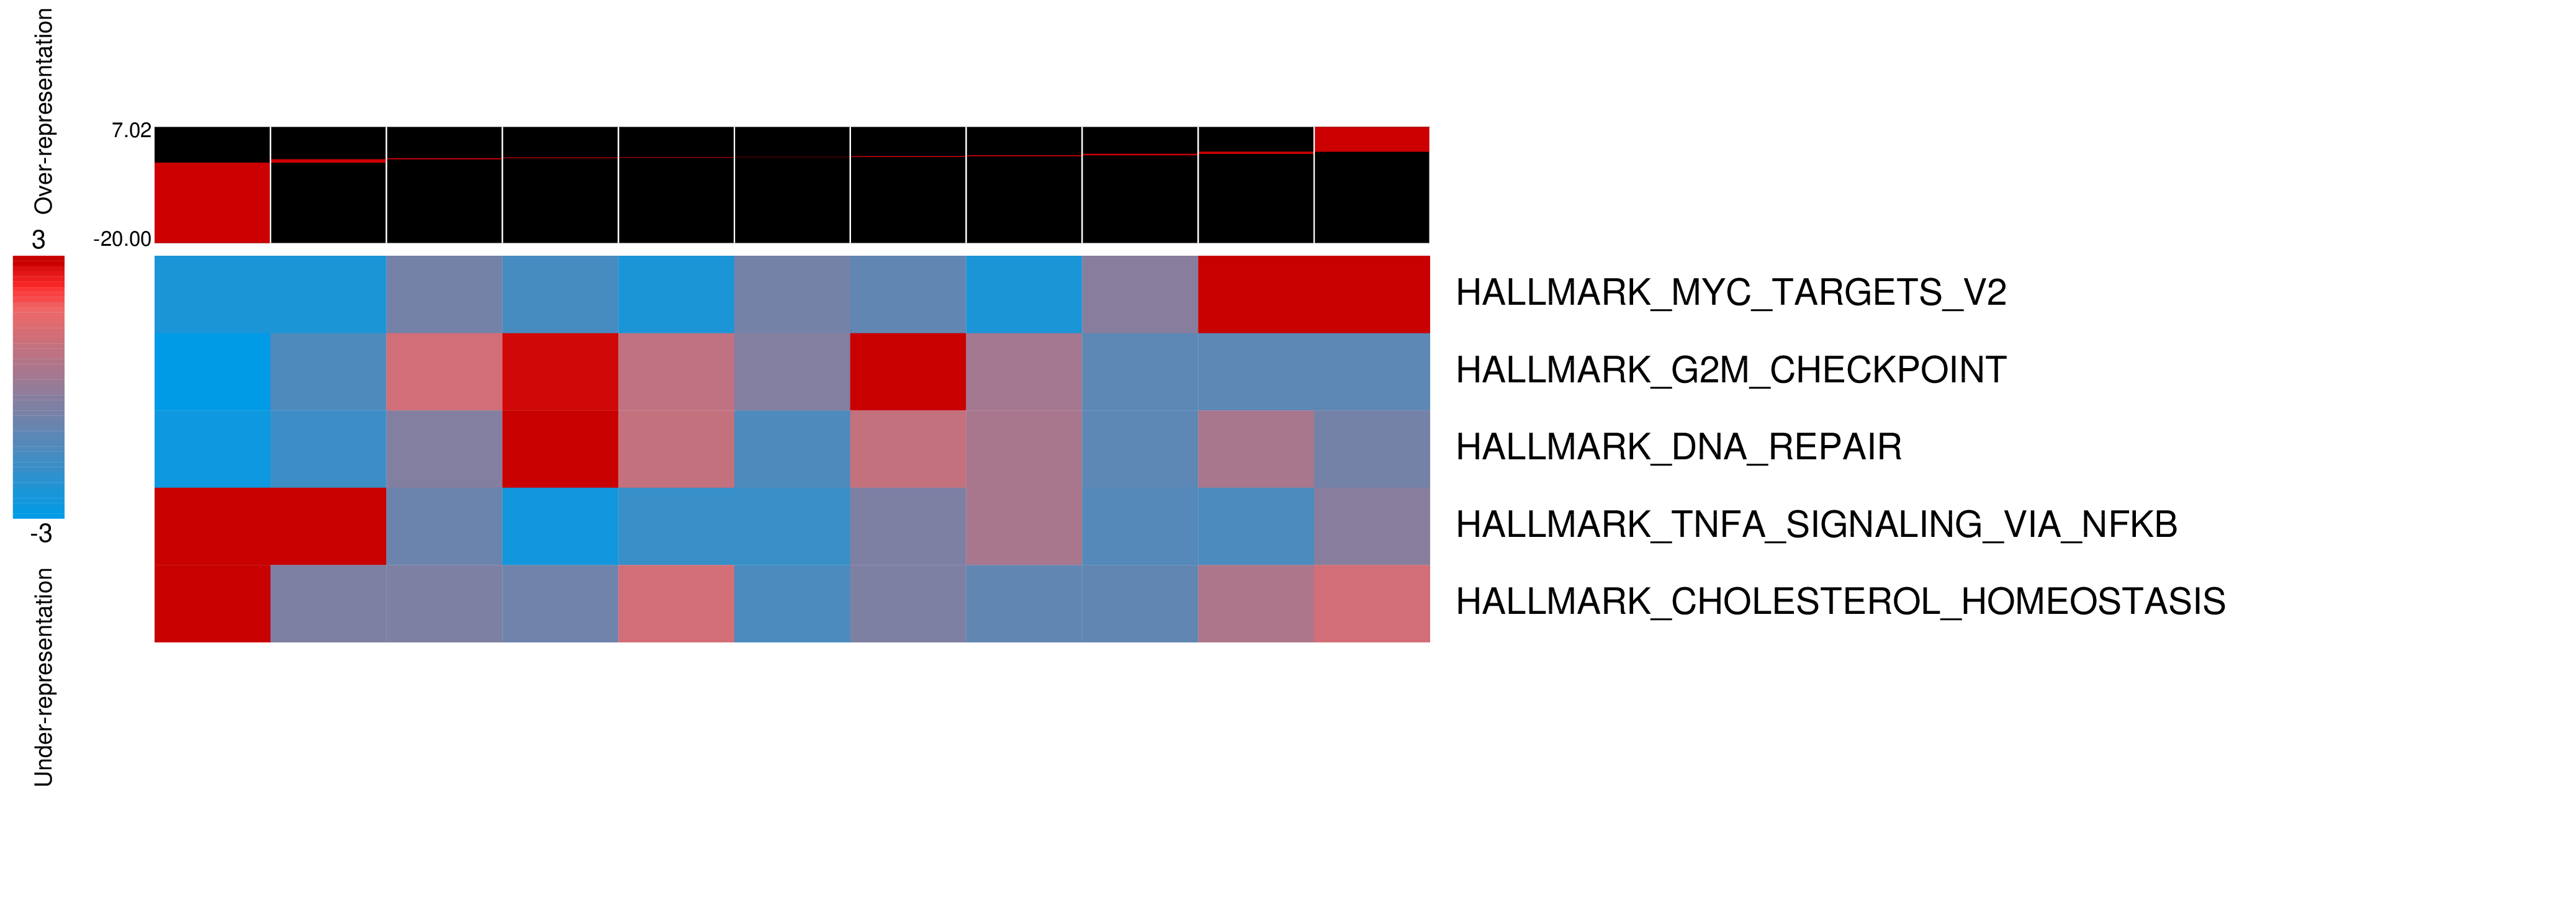 Over-representation
3
-3
Under-representation
7.02
-20.00
HALLMARK_MYC_TARGETS_V2
HALLMARK_G2M_CHECKPOINT
HALLMARK_DNA_REPAIR
HALLMARK_TNFA_SIGNALING_VIA_NFKB
HALLMARK_CHOLESTEROL_HOMEOSTASIS